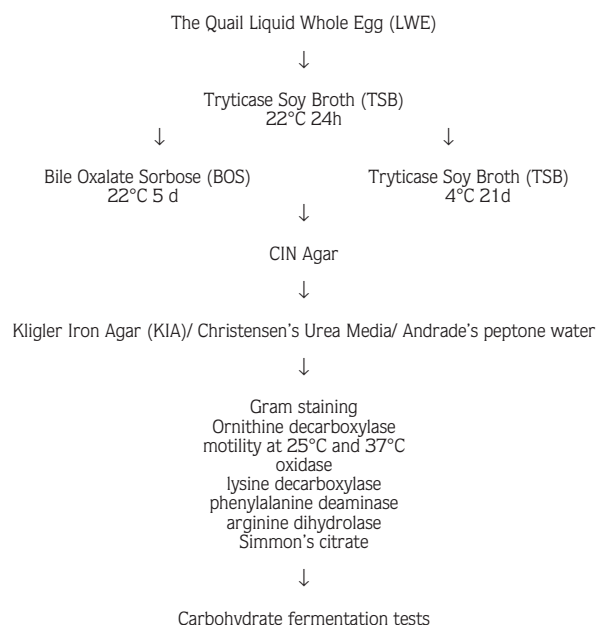 The Quail Liquid Whole Egg (LWE)
↓
Tryticase Soy Broth (TSB)
22°C 24h
↓ ↓
Bile Oxalate Sorbose (BOS) Tryticase Soy Broth (TSB)
22°C 5 d 4°C 21d
↓
CIN Agar
↓
Kligler Iron Agar (KIA)/ Christensen's Urea Media/ Andrade's peptone water
↓
Gram staining
Ornithine decarboxylase
motility at 25°C and 37°C
oxidase
lysine decarboxylase
phenylalanine deaminase
arginine dihydrolase
Simmon's citrate
↓
Carbohydrate fermentation tests